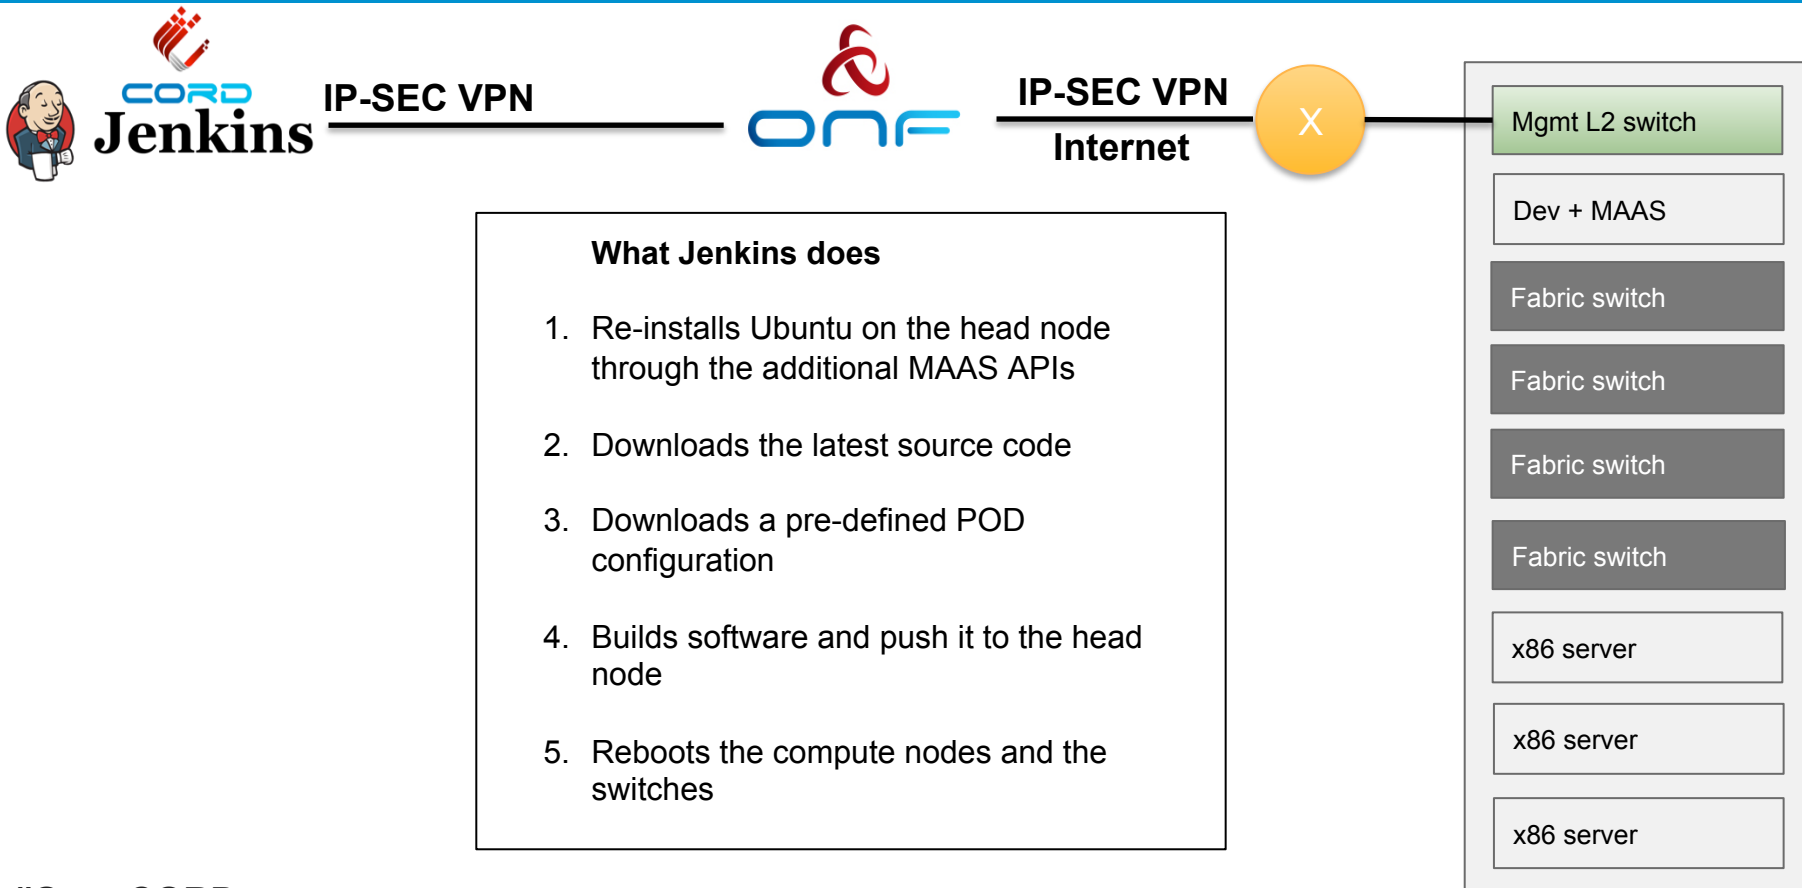 CORD
Jenkins
IP-SEC VPN
ONF
IP-SEC VPN
Internet
X
Mgmt L2 switch
Dev + MAAS
Fabric switch
Fabric switch
Fabric switch
Fabric switch
x86 server
x86 server
x86 server
What Jenkins does
1. Re-installs Ubuntu on the head node
through the additional MAAS APIs
2. Downloads the latest source code
3. Downloads a pre-defined POD
configuration
4. Builds software and push it to the head
node
5. Reboots the compute nodes and the
switches